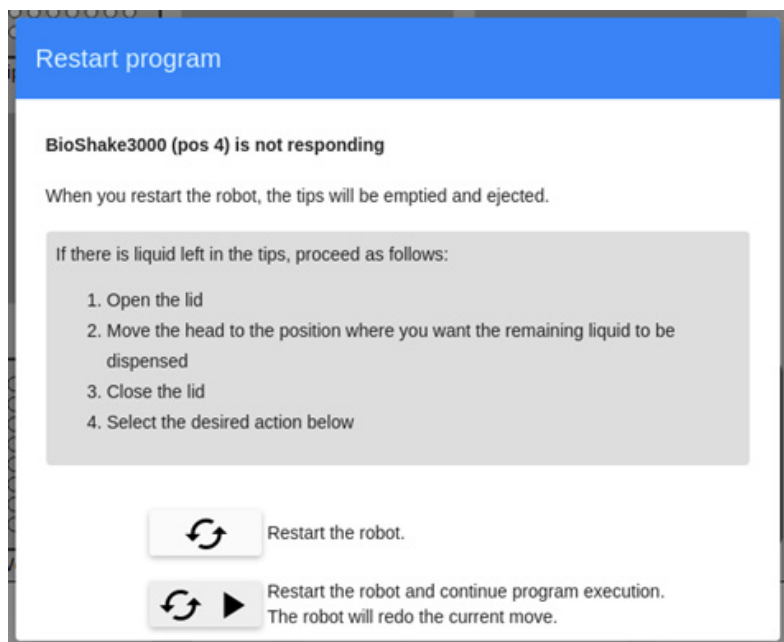 Restart program
BioShake3000 (pos 4) is not responding
When you restart the robot, the tips will be emptied and ejected.
If there is liquid left in the tips, proceed as follows:
1. Open the lid
2. Move the head to the position where you want the remaining liquid to be
dispensed
3. Close the lid
4. Select the desired action below
Restart the robot.
Restart the robot and continue program execution.
The robot will redo the current move.